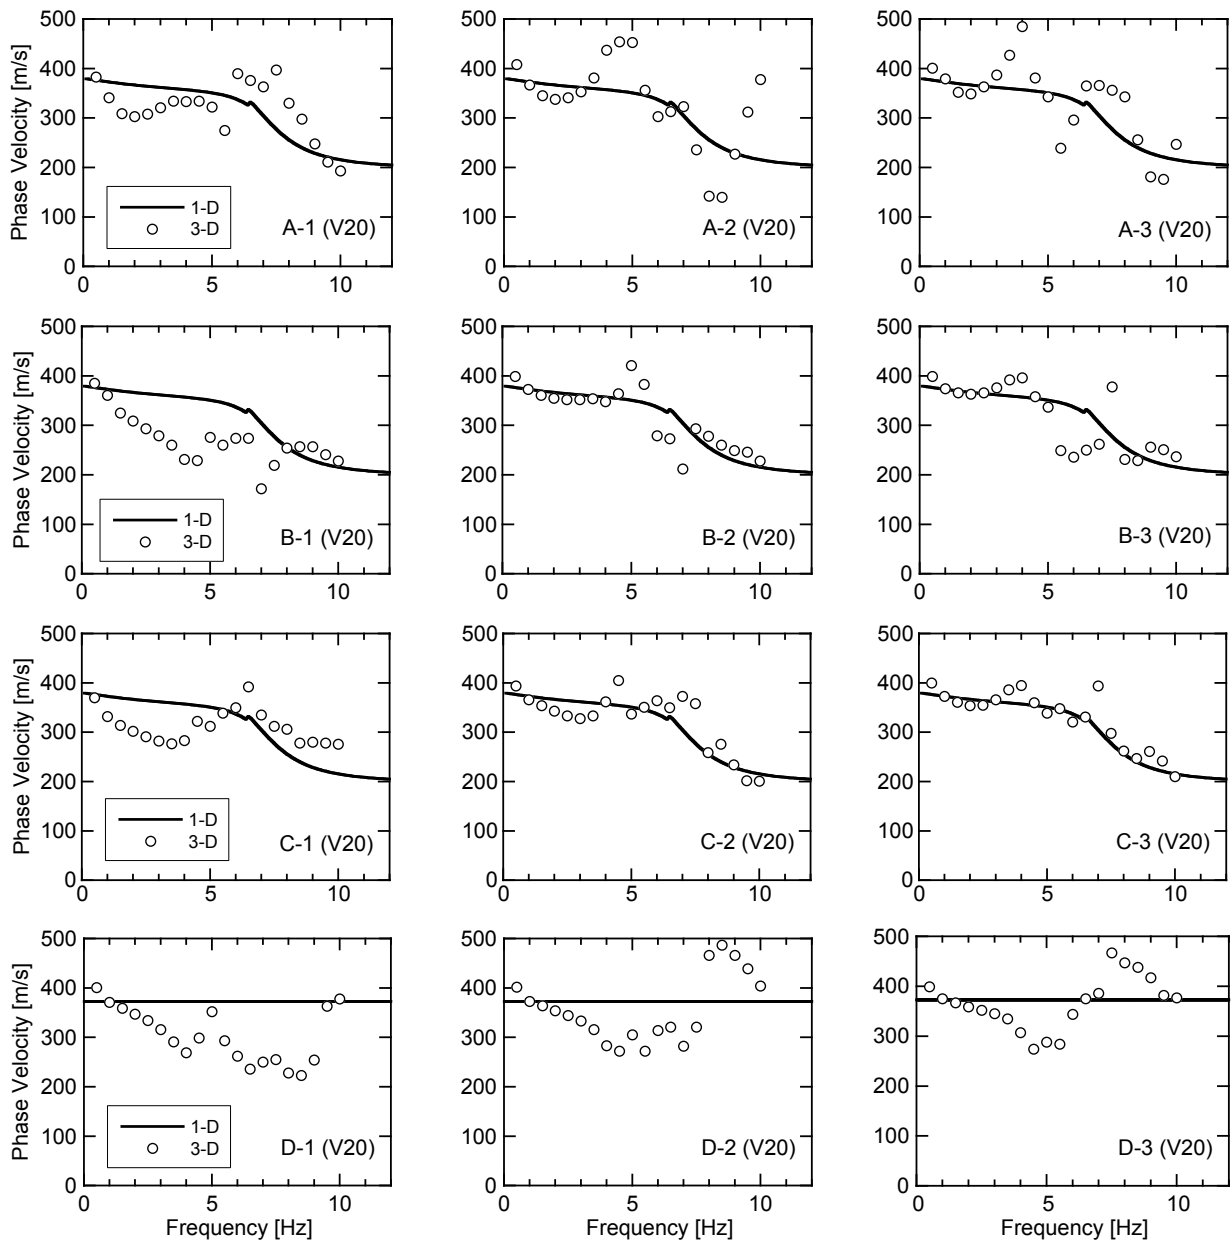 500
400
300
200
100
0
Phase Velocity [m/s]
1-D
3-D
A-1 (V20)
0 5 10
500
400
300
200
100
0
A-2 (V20)
0 5 10
500
400
300
200
100
0
A-3 (V20)
0 5 10
500
400
300
200
100
0
Phase Velocity [m/s]
1-D
3-D
B-1 (V20)
0 5 10
500
400
300
200
100
0
B-2 (V20)
0 5 10
500
400
300
200
100
0
B-3 (V20)
0 5 10
500
400
300
200
100
0
Phase Velocity [m/s]
1-D
3-D
C-1 (V20)
0 5 10
500
400
300
200
100
0
C-2 (V20)
0 5 10
500
400
300
200
100
0
C-3 (V20)
0 5 10
500
400
300
200
100
0
Phase Velocity [m/s]
1-D
3-D
D-1 (V20)
0 5 10
Frequency [Hz]
500
400
300
200
100
0
D-2 (V20)
0 5 10
Frequency [Hz]
500
400
300
200
100
0
D-3 (V20)
0 5 10
Frequency [Hz]